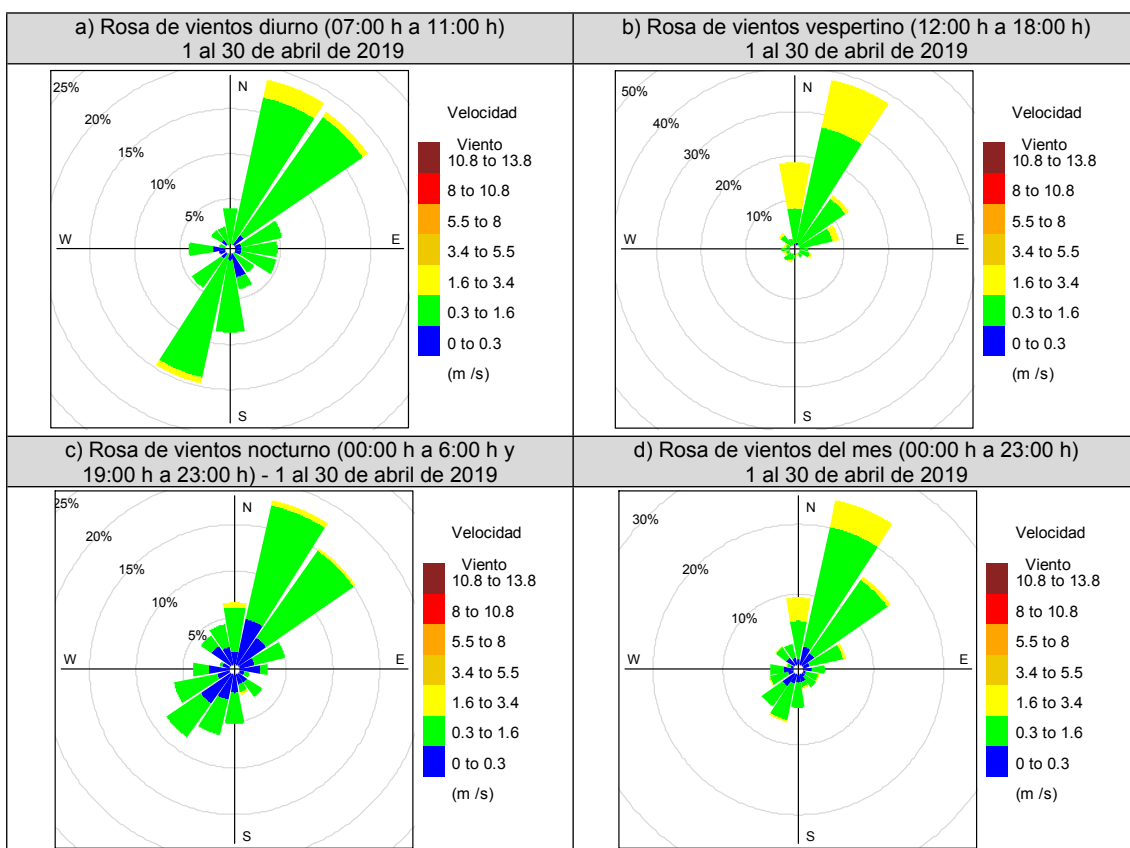 a) Rosa de vientos diurno (07:00 h a 11:00 h)
1 al 30 de abril de 2019
25%
20%
15%
10%
5%
N
W
E
S
Velocidad
Viento
10.8 to 13.8
8 to 10.8
5.5 to 8
3.4 to 5.5
1.6 to 3.4
0.3 to 1.6
0 to 0.3
(m /s)
b) Rosa de vientos vespertino (12:00 h a 18:00 h)
1 al 30 de abril de 2019
50%
40%
30%
20%
10%
N
W
E
S
Velocidad
Viento
10.8 to 13.8
8 to 10.8
5.5 to 8
3.4 to 5.5
1.6 to 3.4
0.3 to 1.6
0 to 0.3
(m /s)
c) Rosa de vientos nocturno (00:00 h a 6:00 h y
19:00 h a 23:00 h) - 1 al 30 de abril de 2019
25%
20%
15%
10%
5%
N
W
E
S
Velocidad
Viento
10.8 to 13.8
8 to 10.8
5.5 to 8
3.4 to 5.5
1.6 to 3.4
0.3 to 1.6
0 to 0.3
(m /s)
d) Rosa de vientos del mes (00:00 h a 23:00 h)
1 al 30 de abril de 2019
30%
20%
10%
N
W
E
S
Velocidad
Viento
10.8 to 13.8
8 to 10.8
5.5 to 8
3.4 to 5.5
1.6 to 3.4
0.3 to 1.6
0 to 0.3
(m /s)